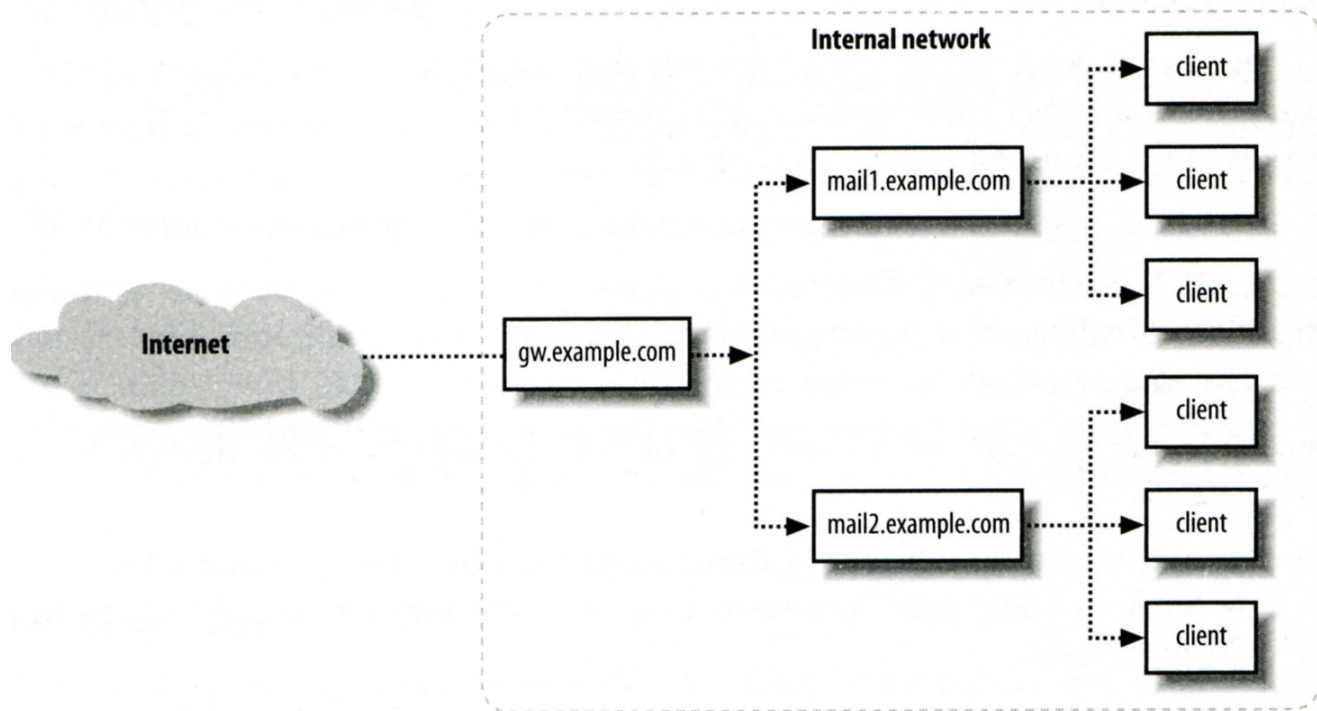 Internal network
client
mail1.example.com
client
client
Internet
gw.example.com
client
mail2.example.com
client
client